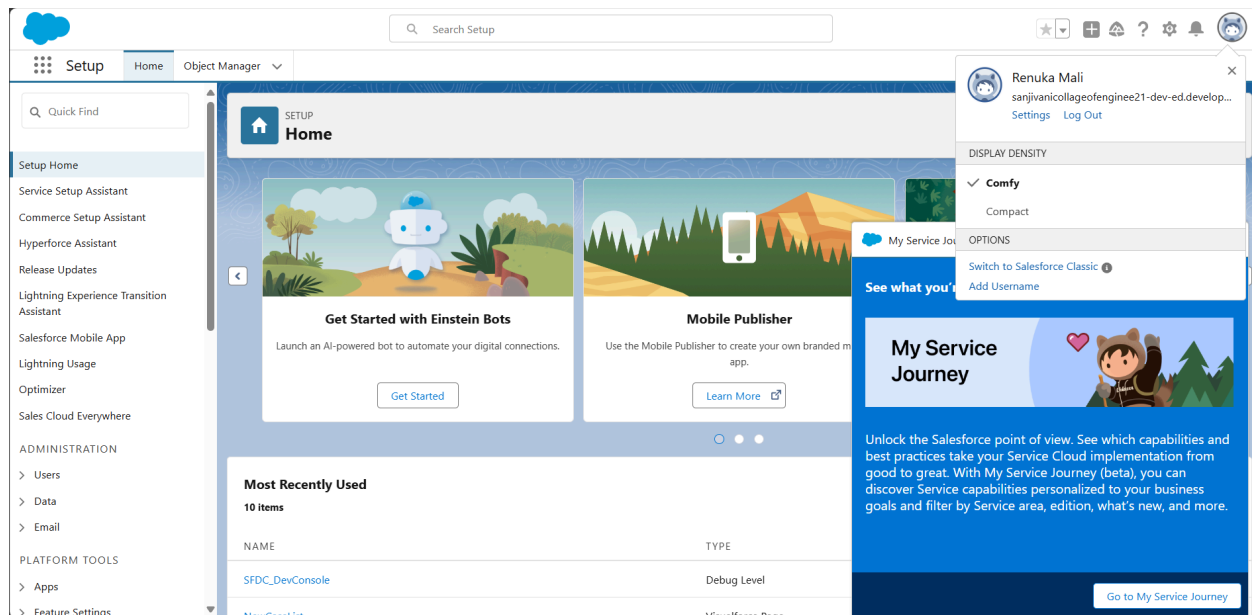 Search Setup
Setup
Home
Object Manager
Renuka Mali
sanjivanicollageofenginee21-dev-ed.develop...
Settings Log Out
DISPLAY DENSITY
Comfy
Compact
OPTIONS
Switch to Salesforce Classic
Add Username
Quick Find
Setup Home
Service Setup Assistant
Commerce Setup Assistant
Hyperforce Assistant
Release Updates
Lightning Experience Transition
Assistant
Salesforce Mobile App
Lightning Usage
Optimizer
Sales Cloud Everywhere
ADMINISTRATION
Users
Data
Email
PLATFORM TOOLS
Apps
Feature Settings
SETUP
Home
Get Started with Einstein Bots
Launch an AI-powered bot to automate your digital connections.
Get Started
Mobile Publisher
Use the Mobile Publisher to create your own branded m
app.
Learn More
Most Recently Used
10 items
NAME TYPE
SFDC_DevConsole Debug Level
My Service Jou
See what you'r
My Service
Journey
Unlock the Salesforce point of view. See which capabilities and
best practices take your Service Cloud implementation from
good to great. With My Service Journey (beta), you can
discover Service capabilities personalized to your business
goals and filter by Service area, edition, what's new, and more.
Go to My Service Journey